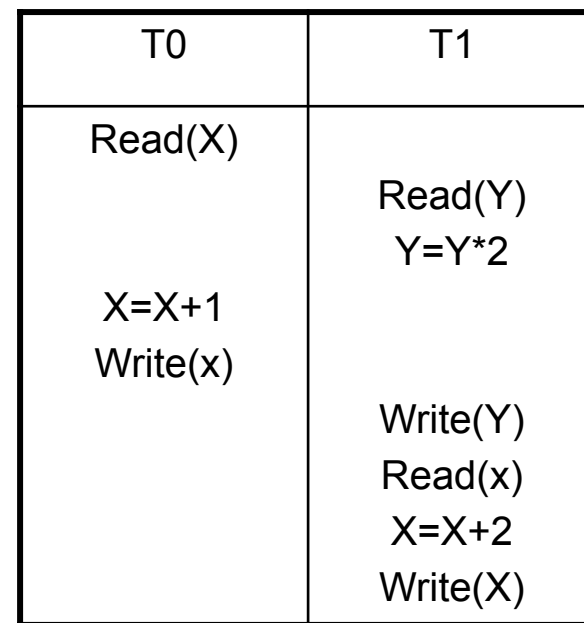 T0 T1
Read(X)
Read(Y)
Y=Y*2
X=X+1
Write(x)
Write(Y)
Read(x)
X=X+2
Write(X)